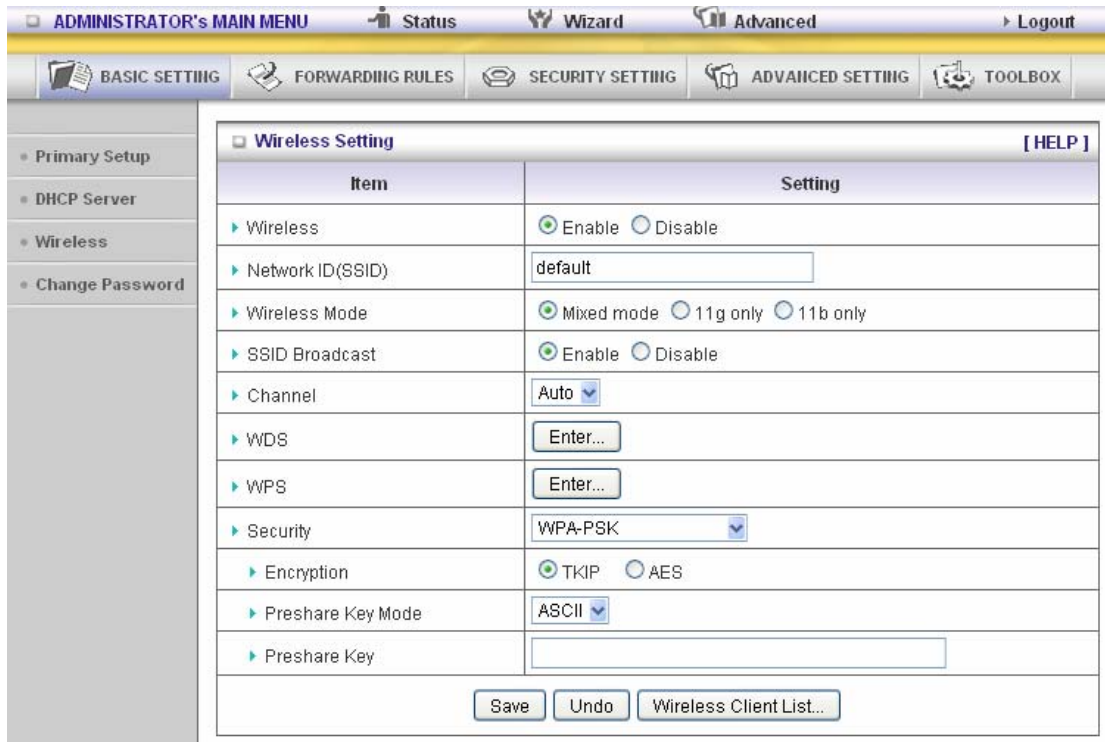 ADMINISTRATOR's MAIN MENU Status Wizard Advanced Logout
BASIC SETTING FORWARDING RULES SECURITY SETTING ADVANCED SETTING TOOLBOX
Primary Setup
DHCP Server
Wireless
Change Password
Wireless Setting [ HELP ]
Item Setting
Wireless Enable Disable
Network ID(SSID) default
Wireless Mode Mixed mode 11g only 11b only
SSID Broadcast Enable Disable
Channel Auto
WDS Enter...
WPS Enter...
Security WPA-PSK
Encryption TKIP AES
Preshare Key Mode ASCII
Preshare Key
Save Undo Wireless Client List...